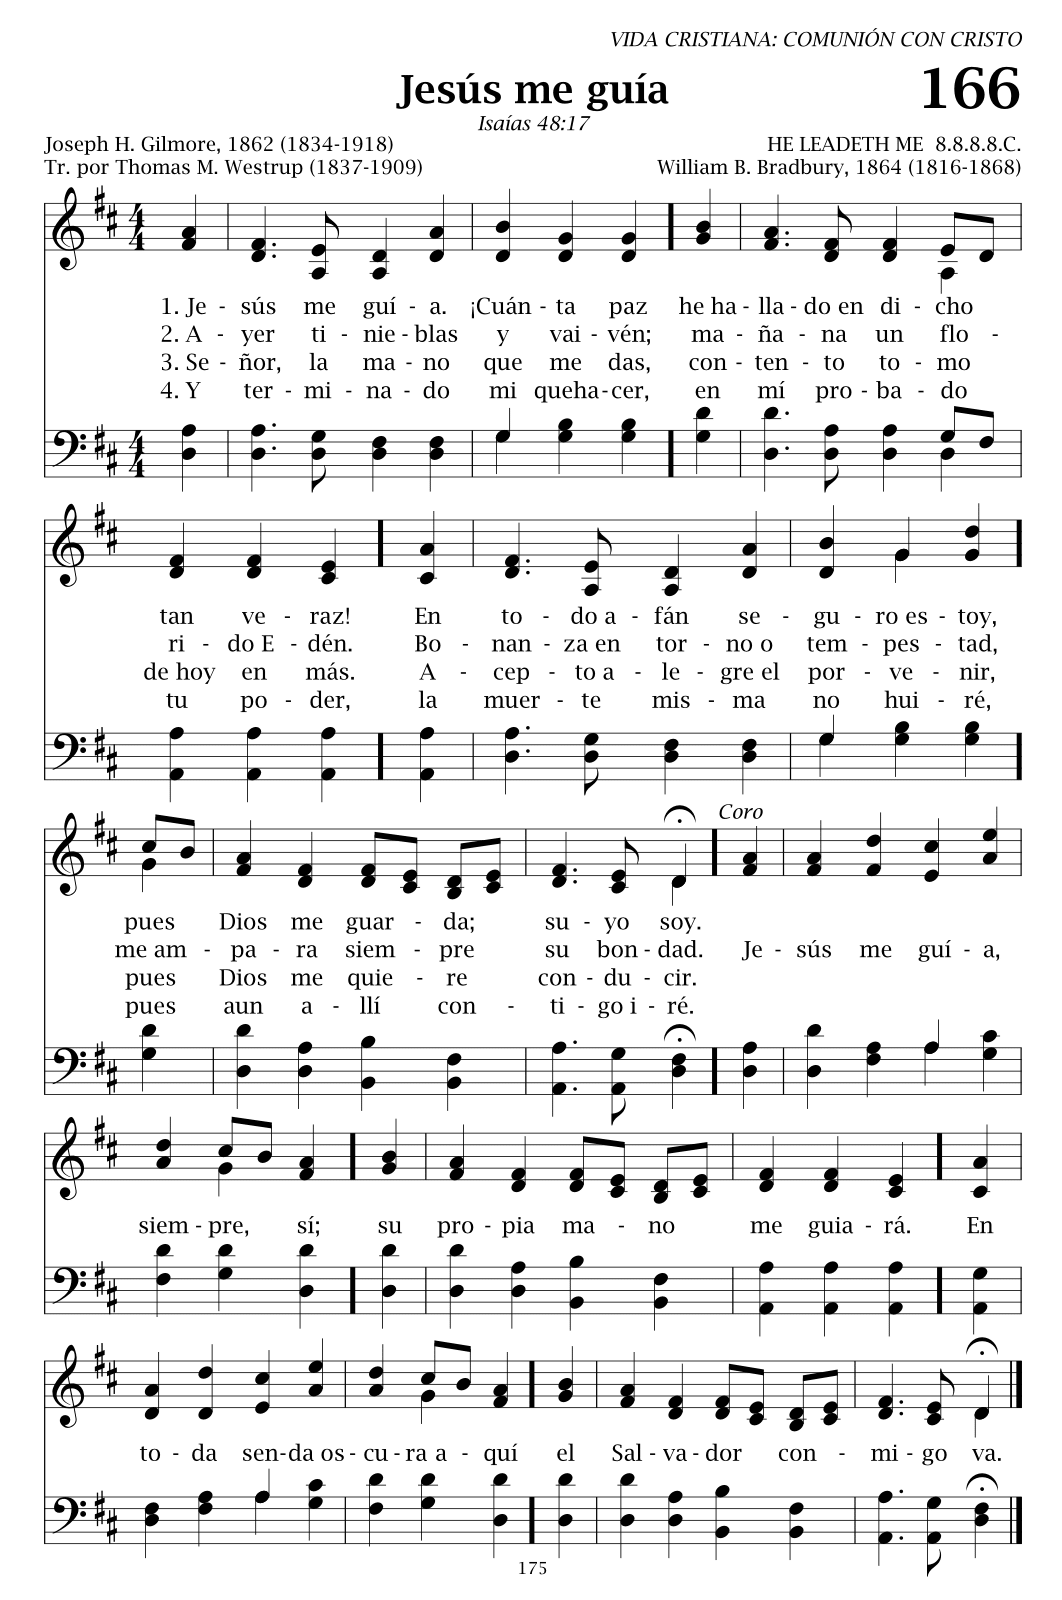 VIDA CRISTIANA: COMUNIÓN CON CRISTO
Jesús me guía 166
Isaías 48:17
Joseph H. Gilmore, 1862 (1834-1918) HE LEADETH ME 8.8.8.8.C.
Tr. por Thomas M. Westrup (1837-1909) William B. Bradbury, 1864 (1816-1868)
1. Je - sús me guí - a. ¡Cuán - ta paz he ha - lla - do en di - cho
2. A - yer ti - nie - blas y vai - vén; ma - ña - na un flo -
3. Se - ñor, la ma - no que me das, con - ten - to to - mo
4. Y ter - mi - na - do mi queha - cer, en mí pro - ba - do
tan ve - raz! En to - do a - fán se - gu - ro es - toy,
ri - do E - dén. Bo - nan - za en tor - no o tem - pes - tad,
de hoy en más. A - cep - to a - le - gre el por - ve - nir,
tu po - der, la muer - te mis - ma no hui - ré,
Coro
pues Dios me guar - da; su - yo soy.
me am - pa - ra siem - pre su bon - dad. Je - sús me guí - a,
pues Dios me quie - re con - du - cir.
pues aun a - llí con - ti - go i - ré.
siem - pre, sí; su pro - pia ma - no me guia - rá. En
to - da sen - da os - cu - ra a - quí el Sal - va - dor con - mi - go va.
175